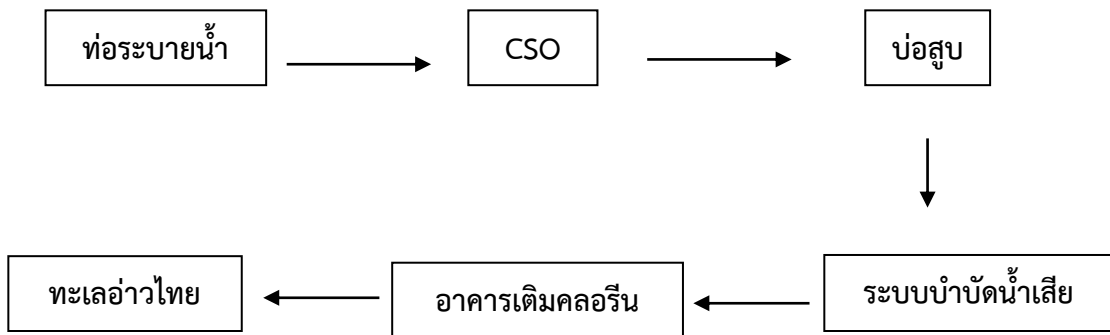 ท่อระบายน้ำ
CSO
บ่อสูบ
ระบบบำบัดน้ำเสีย
อาคารเติมคลอรีน
ทะเลอ่าวไทย